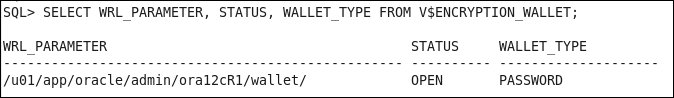 SQL> SELECT WRL_PARAMETER, STATUS, WALLET_TYPE FROM V$ENCRYPTION_WALLET;
WRL_PARAMETER STATUS WALLET_TYPE
-------------------------------------------------- ---------- --------------------
/u01/app/oracle/admin/ora12cR1/wallet/ OPEN PASSWORD